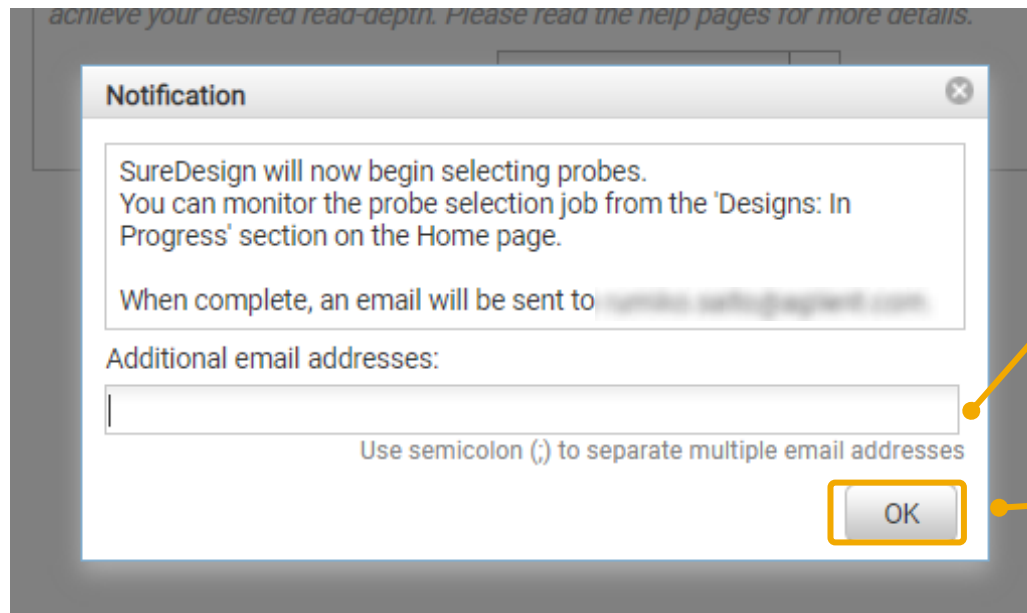 achieve your desired read-depth. Please read the help pages for more details.
Notification
SureDesign will now begin selecting probes.
You can monitor the probe selection job from the 'Designs: In
Progress' section on the Home page.
When complete, an email will be sent to
Additional email addresses:
Use semicolon (;) to separate multiple email addresses
OK